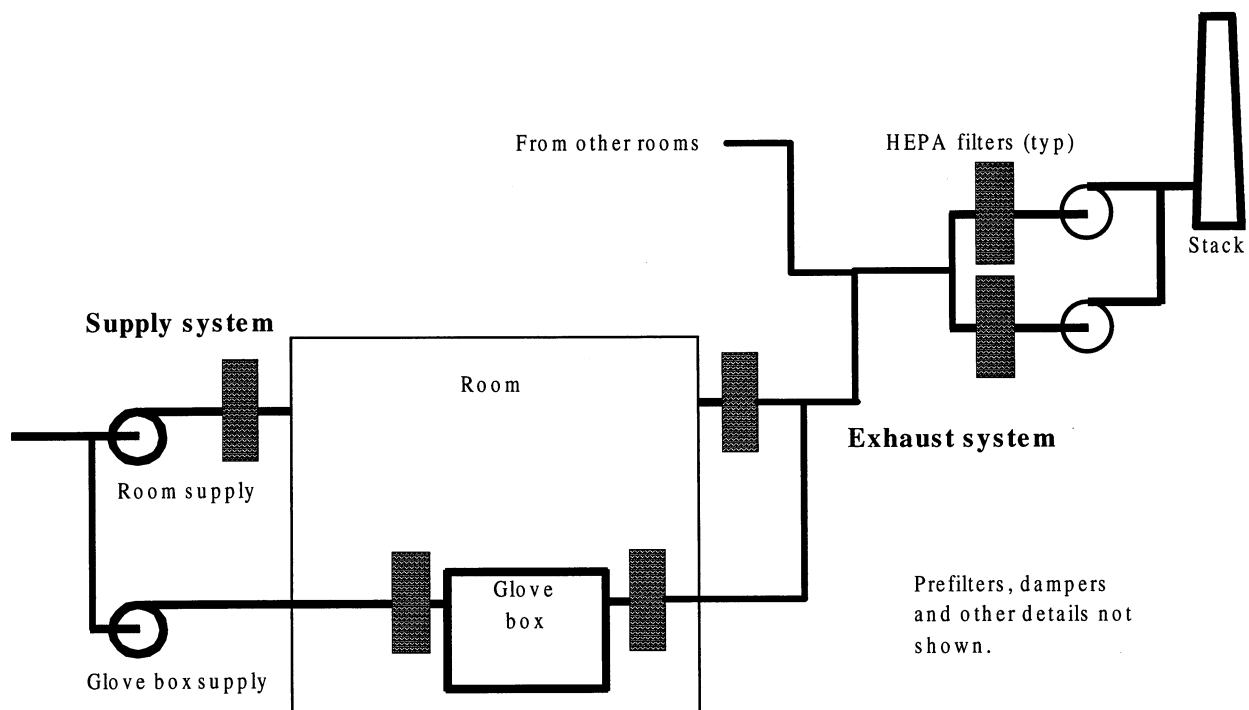 From other rooms
HEPA filters (typ)
Stack
Supply system
Room
Exhaust system
Room supply
Glove
box
Prefilters, dampers
and other details not
shown.
Glove box supply